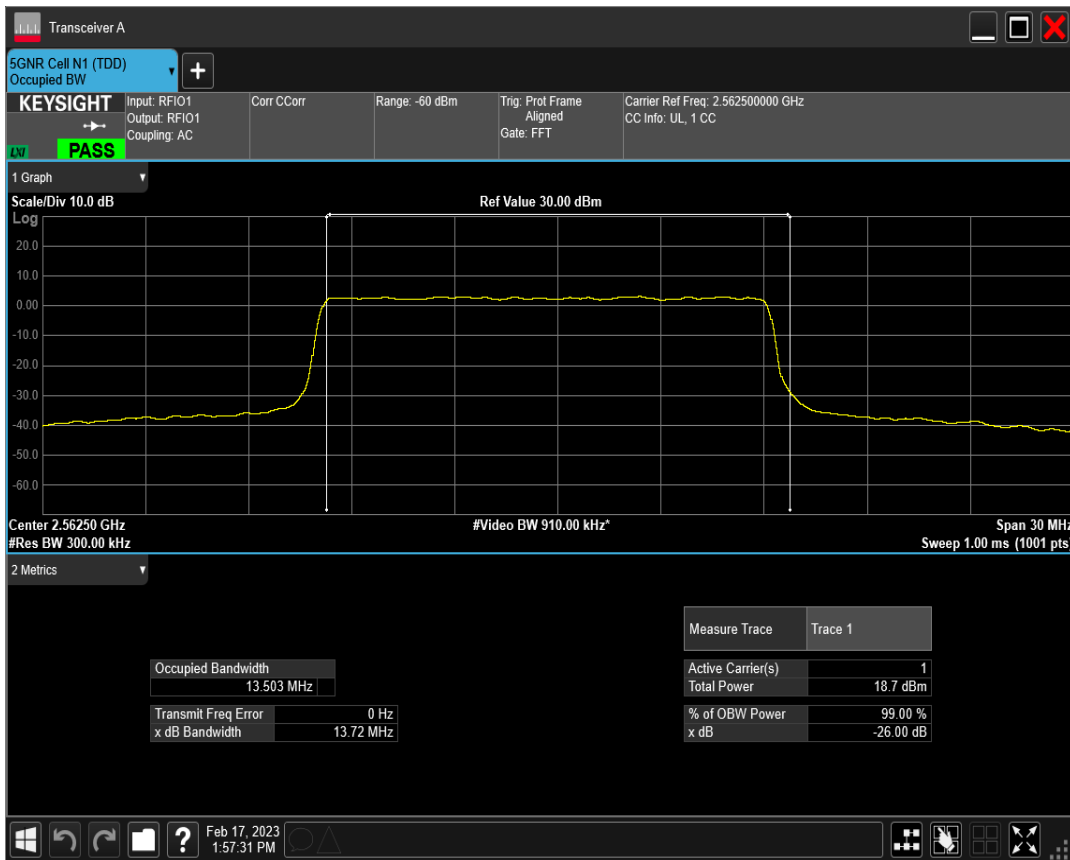 Transceiver A
5GNR Cell N1 (TDD)
Occupied BW
+
KEYSIGHT
LXI
PASS
Input: RFIO1
Output: RFIO1
Coupling: AC
Corr CCorr
Range: -60 dBm
Trig: Prot Frame
Aligned
Gate: FFT
Carrier Ref Freq: 2.562500000 GHz
CC Info: UL, 1 CC
1 Graph
Scale/Div 10.0 dB
Ref Value 30.00 dBm
Log
20.0
10.0
0.00
-10.0
-20.0
-30.0
-40.0
-50.0
-60.0
Center 2.56250 GHz
#Video BW 910.00 kHz*
Span 30 MHz
#Res BW 300.00 kHz
Sweep 1.00 ms (1001 pts)
2 Metrics
Measure Trace Trace 1
Occupied Bandwidth
13.503 MHz
Active Carrier(s) 1
Total Power 18.7 dBm
Transmit Freq Error 0 Hz
x dB Bandwidth 13.72 MHz
% of OBW Power 99.00 %
x dB -26.00 dB
?
Feb 17, 2023
1:57:31 PM